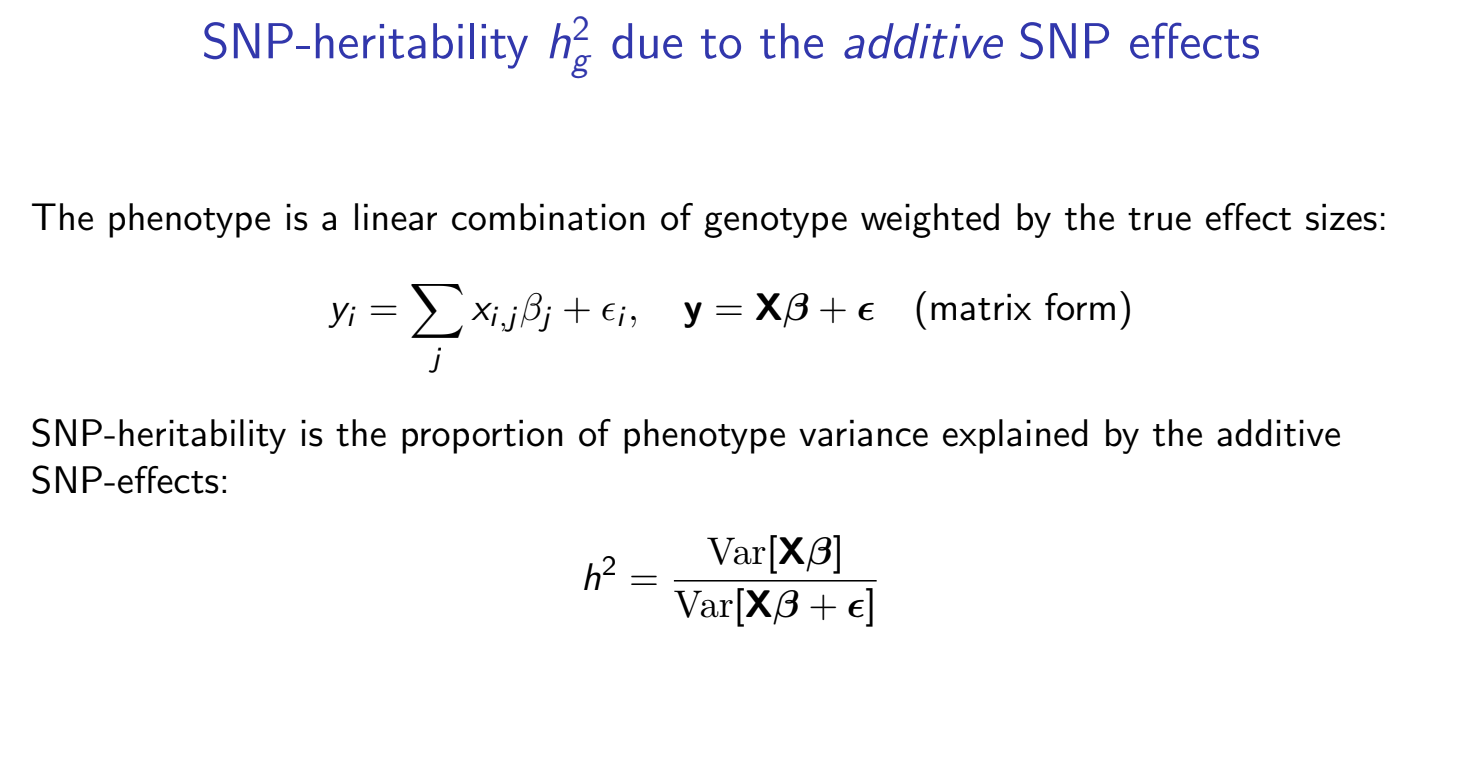 SNP-heritability $h_g^2$ due to the additive SNP effects
The phenotype is a linear combination of genotype weighted by the true effect sizes:
$y_i = \sum_j x_{i,j}\beta_j + \epsilon_i, \quad \mathbf{y} = \mathbf{X}\boldsymbol{\beta} + \boldsymbol{\epsilon} \quad$ (matrix form)
SNP-heritability is the proportion of phenotype variance explained by the additive
SNP-effects:
$h^2 = \frac{\mathrm{Var}[\mathbf{X}\boldsymbol{\beta}]}{\mathrm{Var}[\mathbf{X}\boldsymbol{\beta} + \boldsymbol{\epsilon}]}$